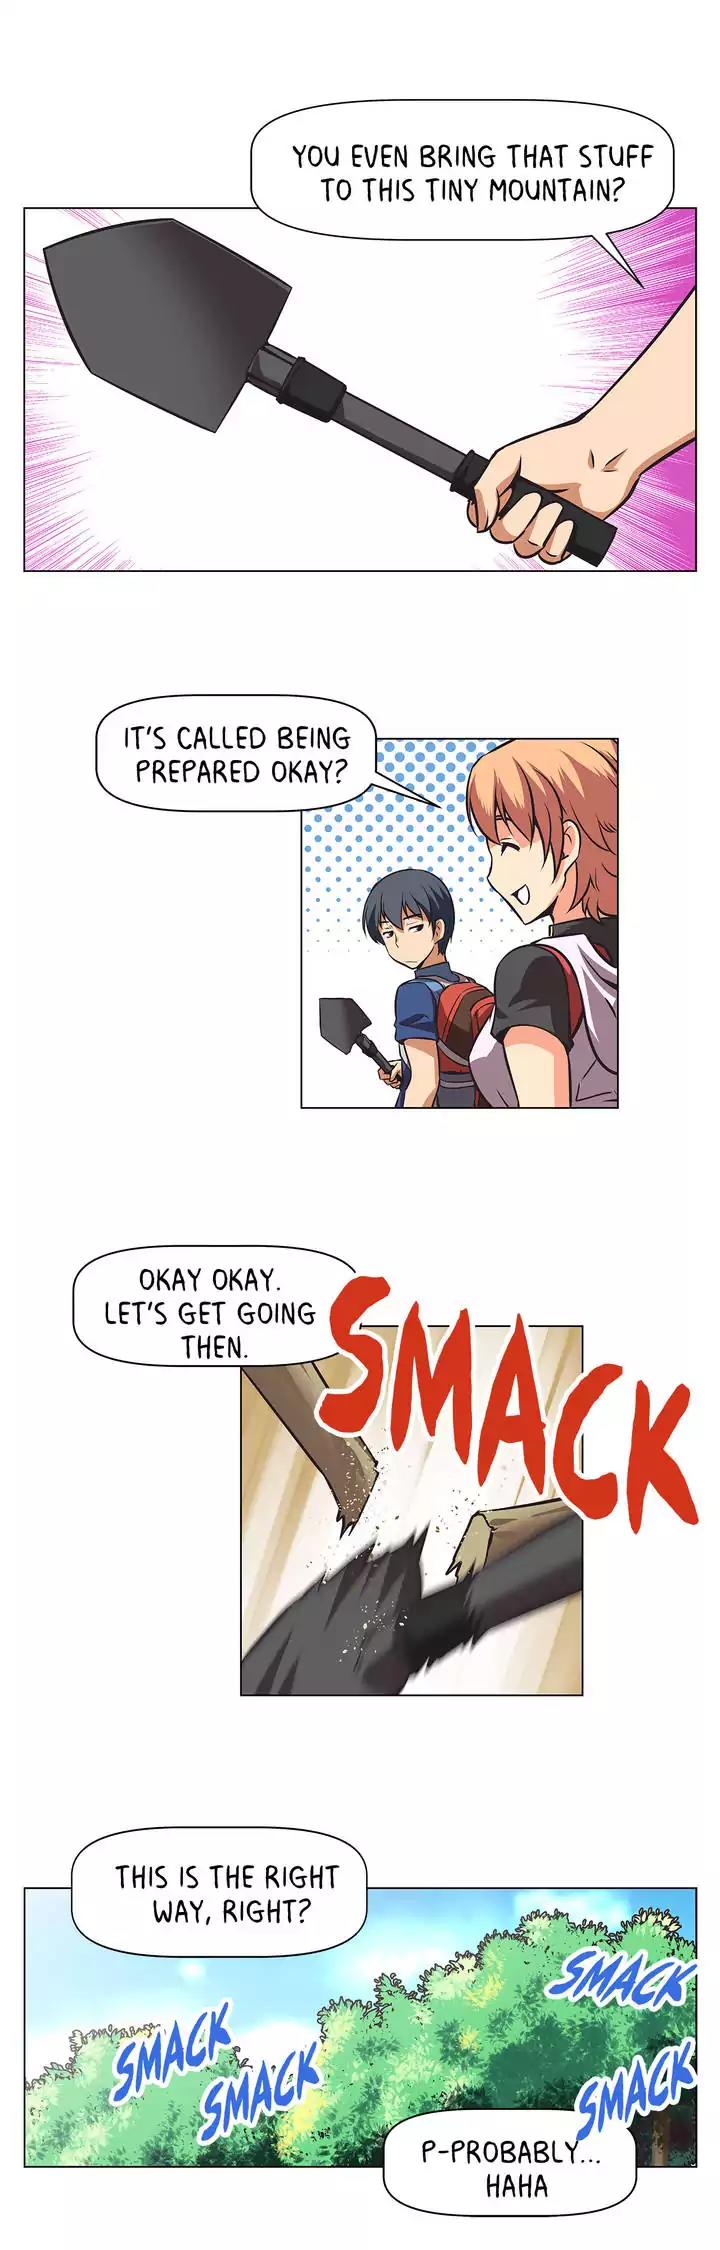 YOU EVEN BRING THAT STUFF
TO THIS TINY MOUNTAIN?
IT'S CALLED BEING
PREPARED OKAY?
OKAY OKAY.
LET'S GET GOING
THEN.
SMACK
THIS IS THE RIGHT
WAY, RIGHT?
SMACK
SMACK
SMACK
SMACK
P-PROBABLY...
HAHA